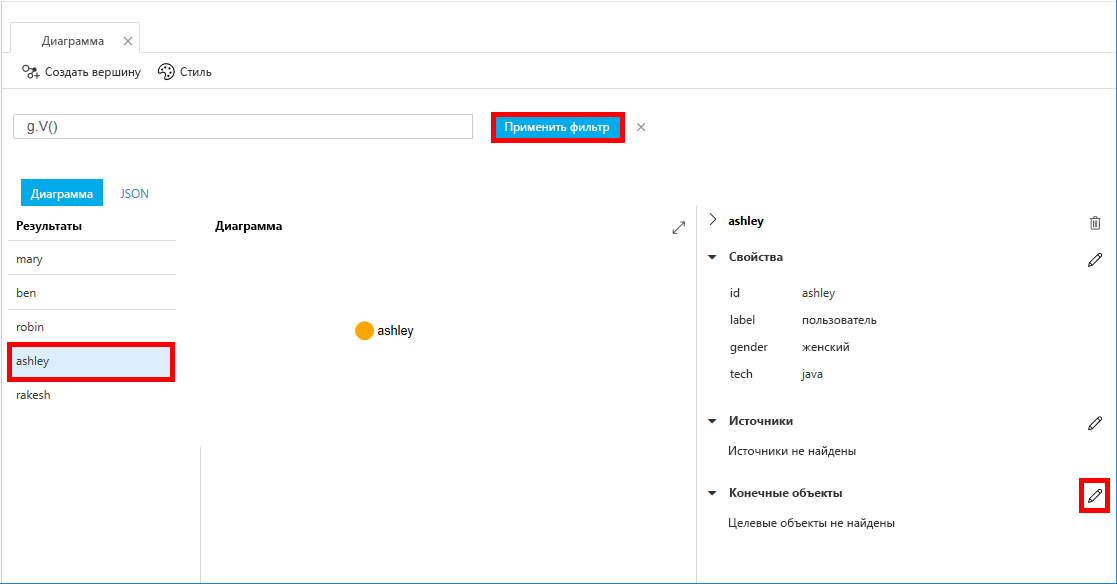 Диаграмма
Создать вершину Стиль
g.V()
Применить фильтр
Диаграмма JSON
Результаты
mary
ben
robin
ashley
rakesh
Диаграмма
ashley
ashley
Свойства
id ashley
label пользователь
gender женский
tech java
Источники
Источники не найдены
Конечные объекты
Целевые объекты не найдены